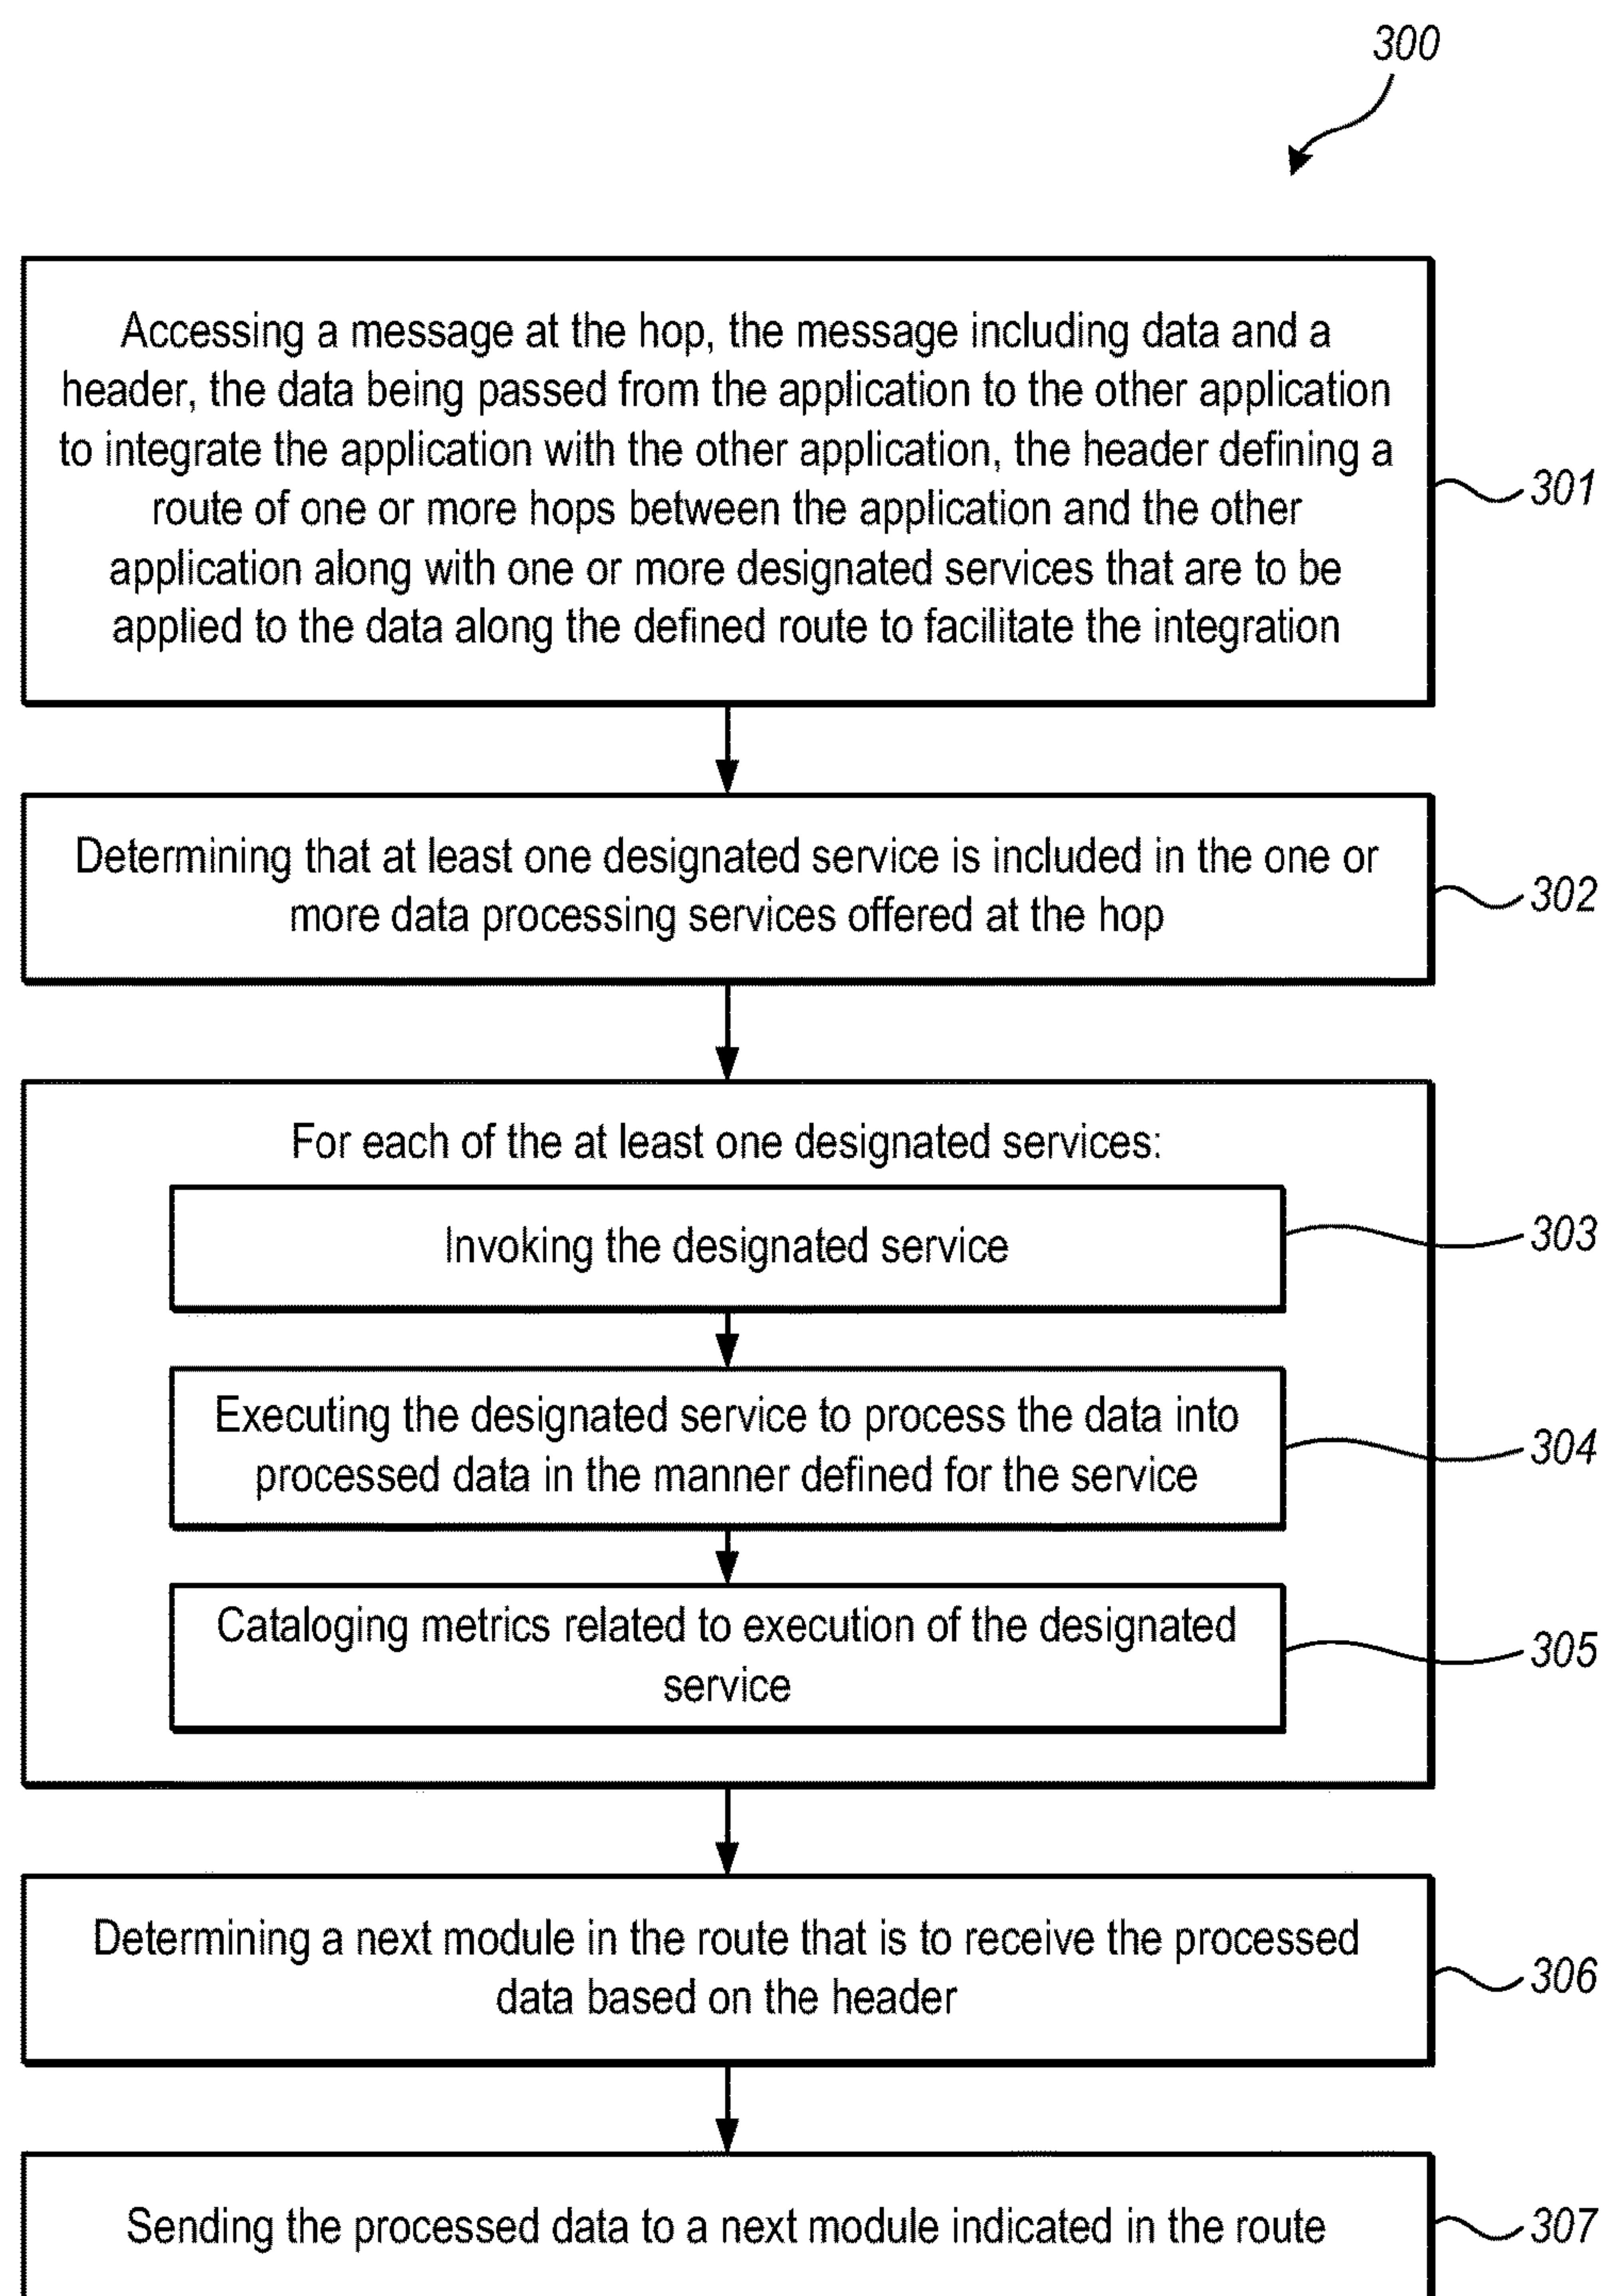 300
Accessing a message at the hop, the message including data and a
header, the data being passed from the application to the other application
to integrate the application with the other application, the header defining a
route of one or more hops between the application and the other
application along with one or more designated services that are to be
applied to the data along the defined route to facilitate the integration
301
Determining that at least one designated service is included in the one or
more data processing services offered at the hop
302
For each of the at least one designated services:
Invoking the designated service
303
Executing the designated service to process the data into
processed data in the manner defined for the service
304
Cataloging metrics related to execution of the designated
service
305
Determining a next module in the route that is to receive the processed
data based on the header
306
Sending the processed data to a next module indicated in the route
307